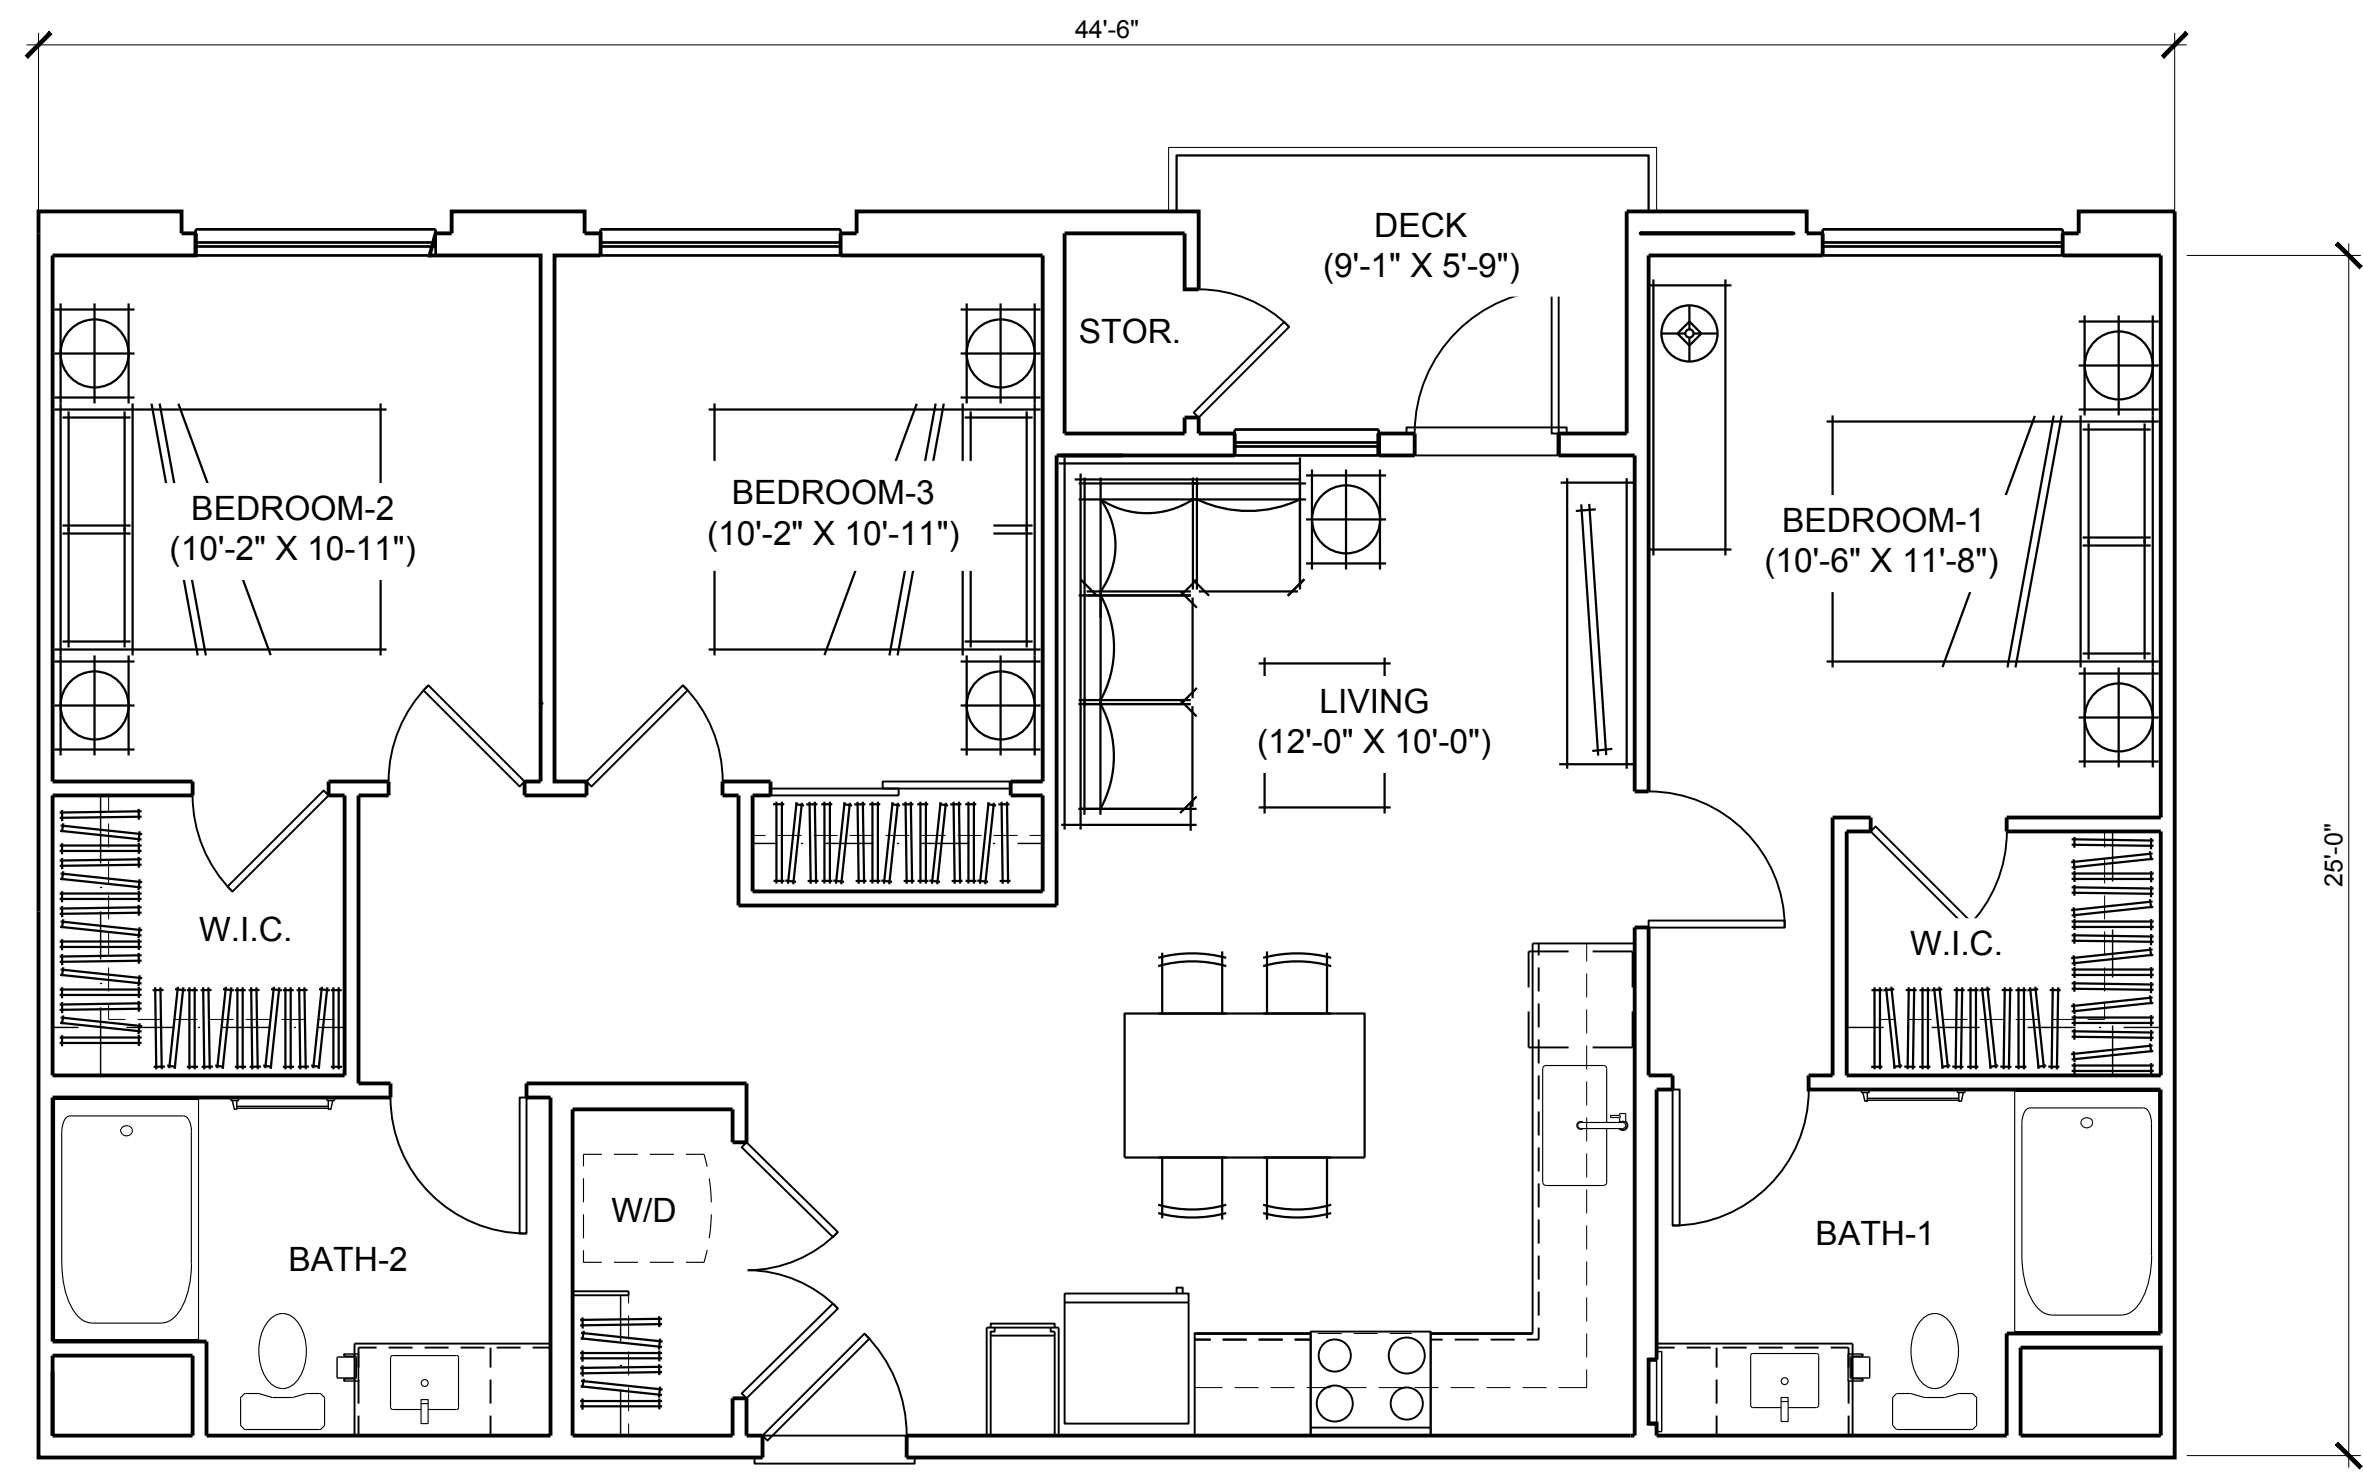 44'-6"
DECK
(9'-1" X 5'-9")
STOR.
BEDROOM-2
(10'-2" X 10-11")
BEDROOM-3
(10'-2" X 10'-11")
BEDROOM-1
(10'-6" X 11'-8")
LIVING
(12'-0" X 10'-0")
25'-0"
W.I.C.
W.I.C.
W/D
BATH-2
BATH-1